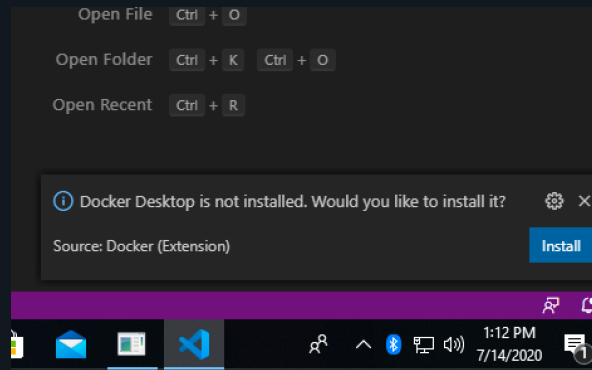 Open File Ctrl + O
Open Folder Ctrl + K Ctrl + O
Open Recent Ctrl + R
Docker Desktop is not installed. Would you like to install it?
Source: Docker (Extension)
Install
1:12 PM
7/14/2020
1